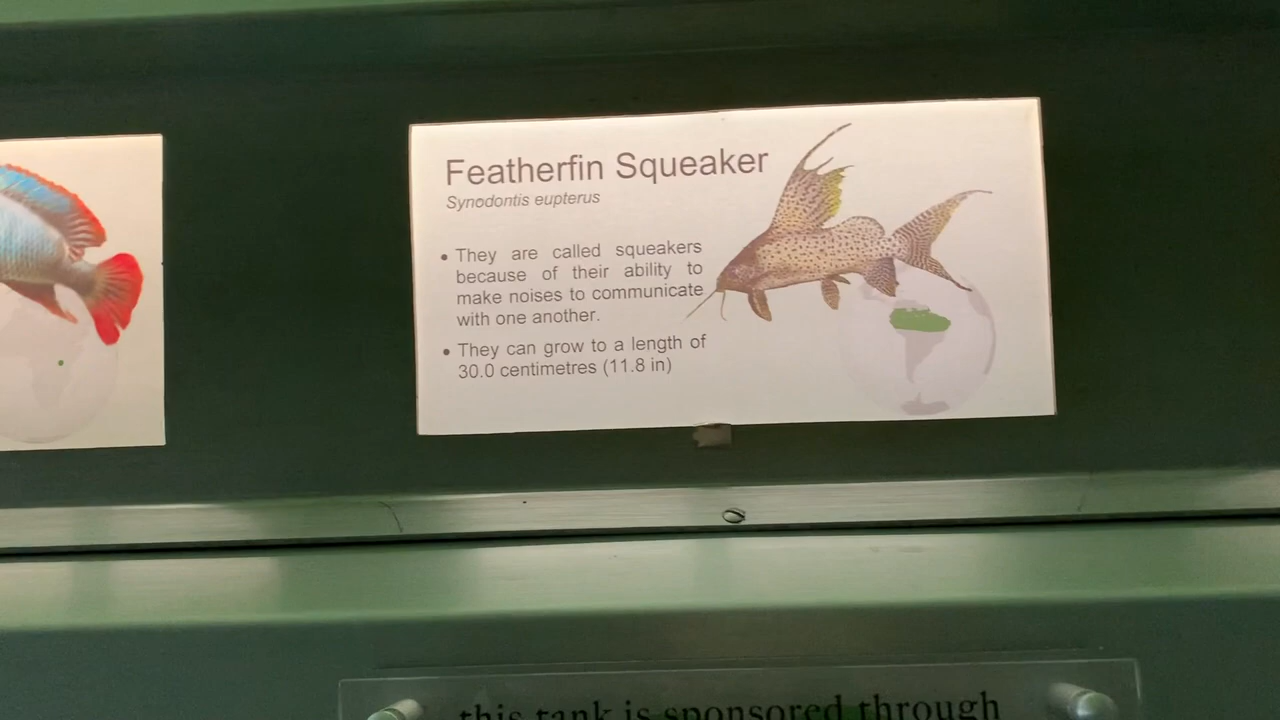 Featherfin Squeaker
Synodontis eupterus
• They are called squeakers
because of their ability to
make noises to communicate
with one another.
• They can grow to a length of
30.0 centimetres (11.8 in)
this tank is sponsored through